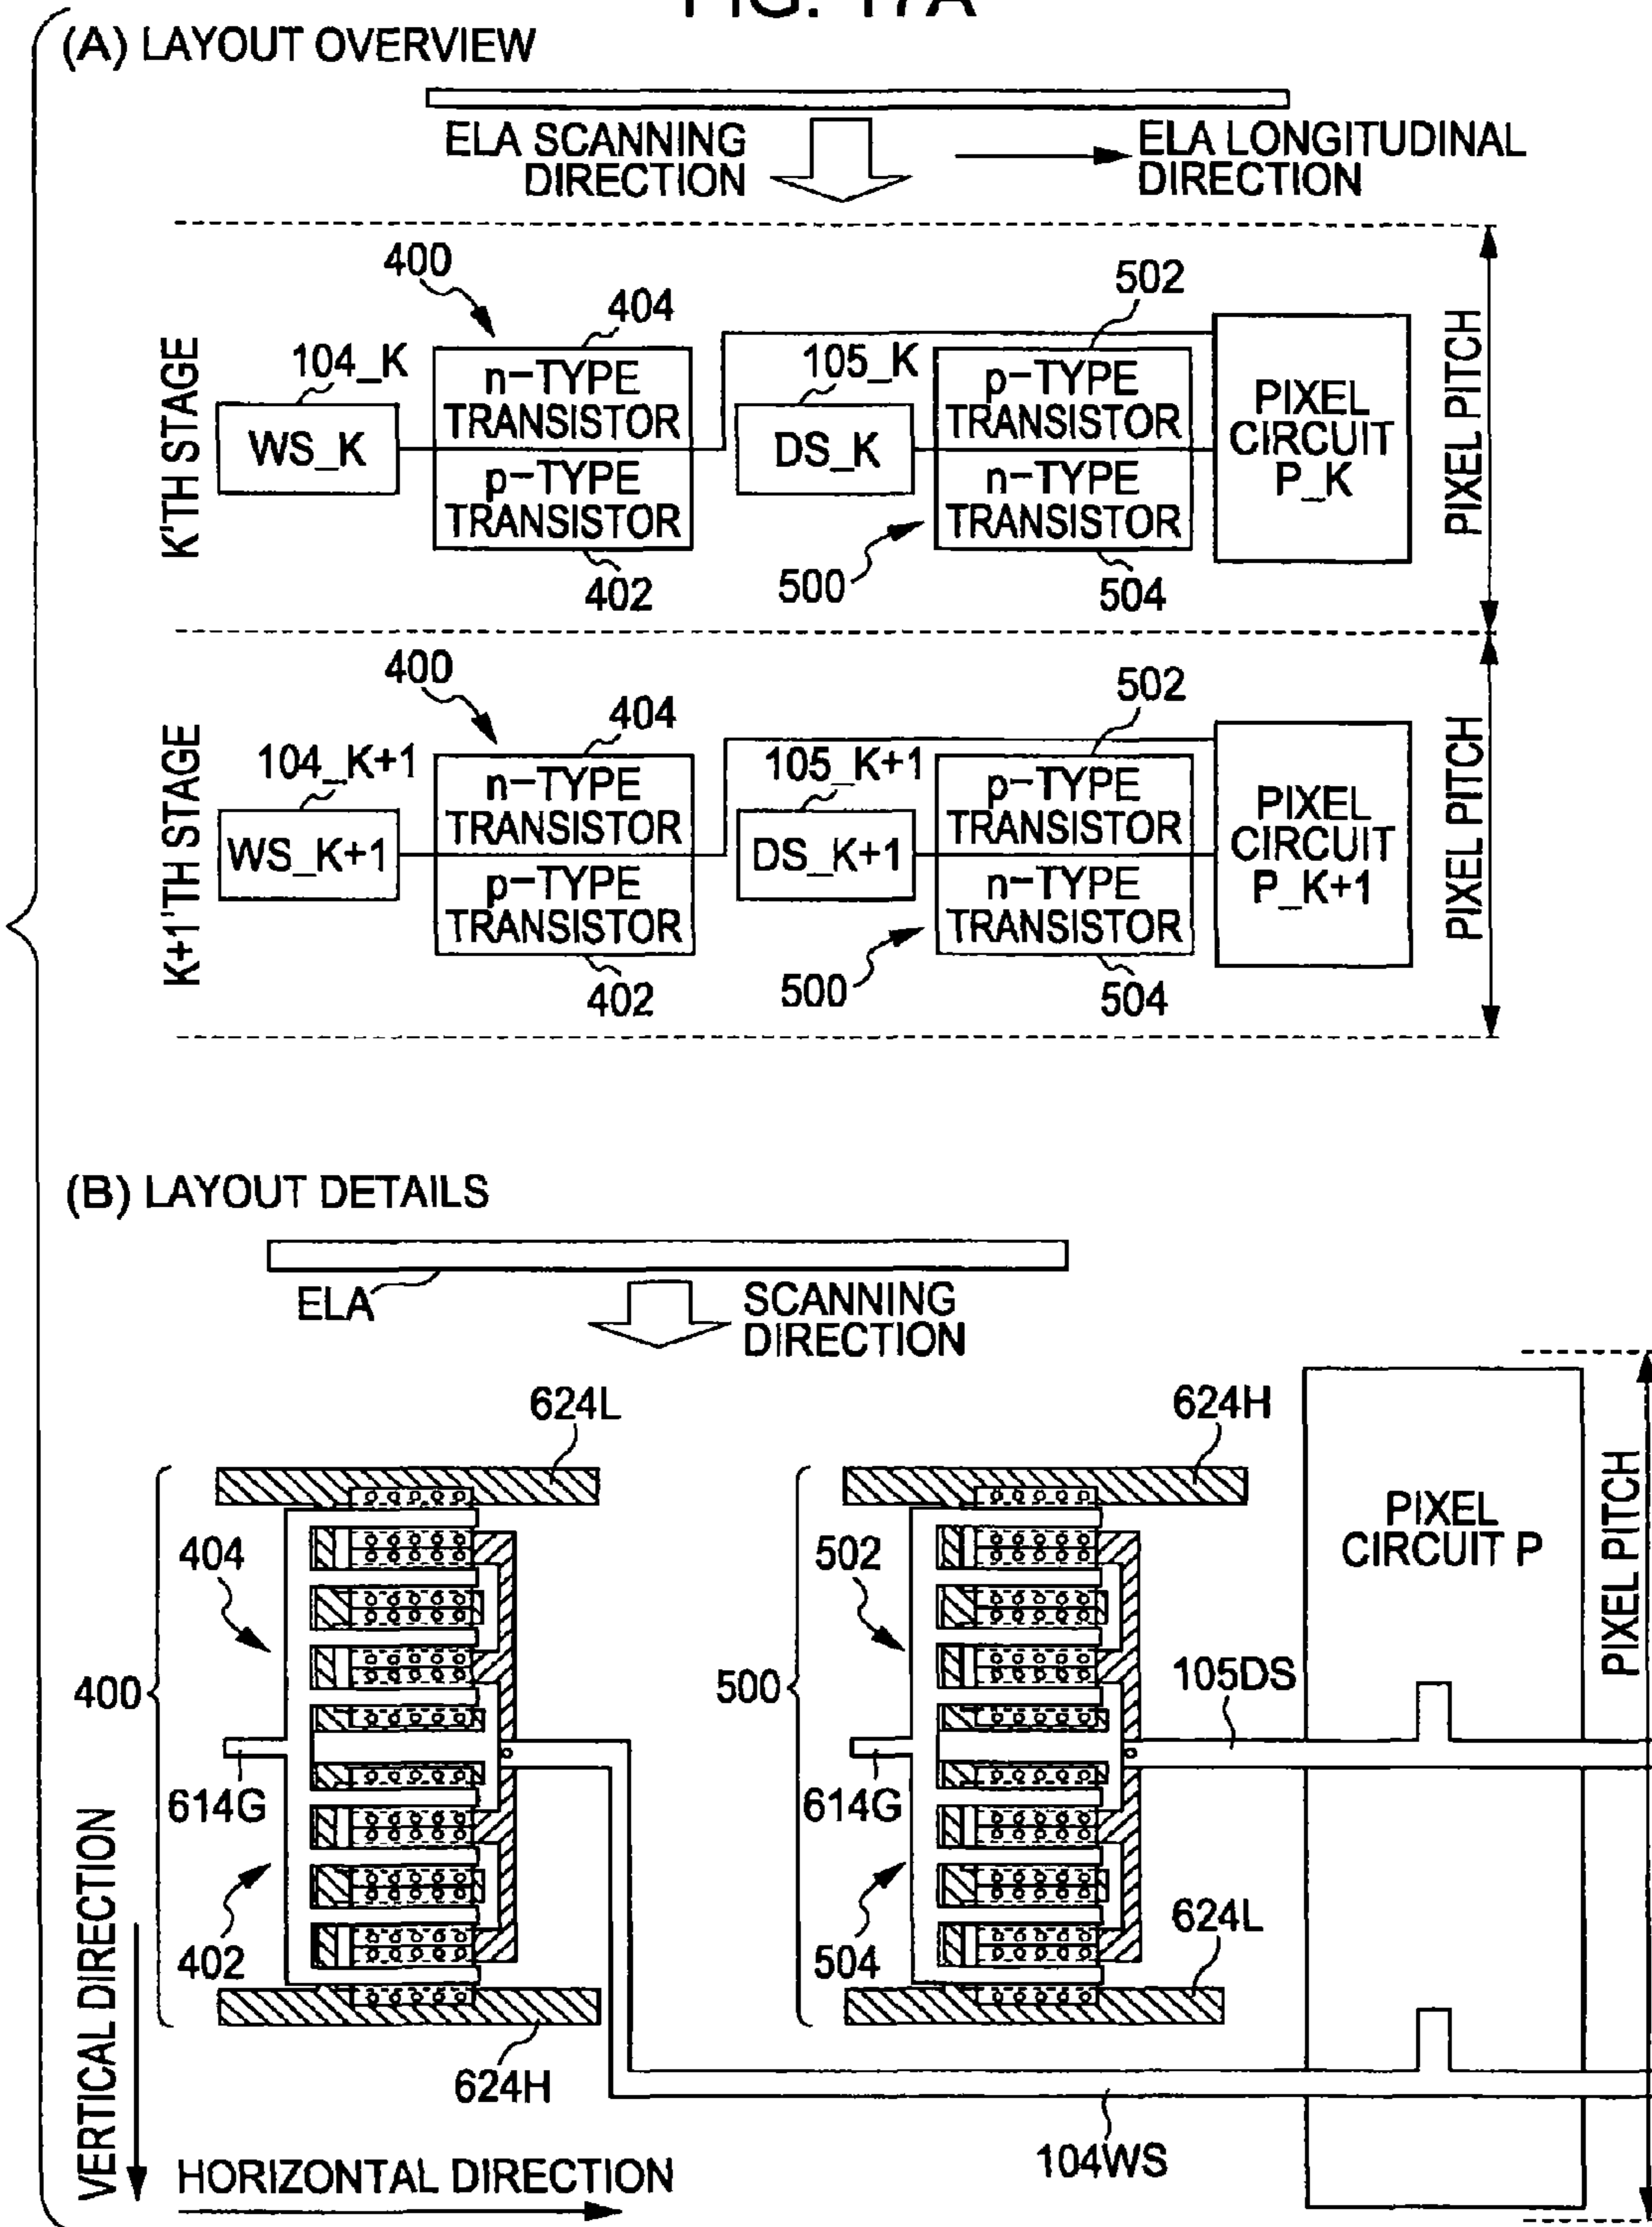 FIG. 17A
(A) LAYOUT OVERVIEW
ELA SCANNING
DIRECTION
ELA LONGITUDINAL
DIRECTION
K'TH STAGE
400
404
502
104_K
105_K
WS_K
n-TYPE
TRANSISTOR
p-TYPE
TRANSISTOR
DS_K
p-TYPE
TRANSISTOR
n-TYPE
TRANSISTOR
PIXEL
CIRCUIT
P_K
PIXEL PITCH
402
500
504
K+1'TH STAGE
400
404
502
104_K+1
105_K+1
WS_K+1
n-TYPE
TRANSISTOR
p-TYPE
TRANSISTOR
DS_K+1
p-TYPE
TRANSISTOR
n-TYPE
TRANSISTOR
PIXEL
CIRCUIT
P_K+1
PIXEL PITCH
402
500
504
(B) LAYOUT DETAILS
ELA
SCANNING
DIRECTION
624L
624H
404
502
400
500
614G
614G
402
504
624H
624L
105DS
104WS
PIXEL
CIRCUIT P
PIXEL PITCH
VERTICAL DIRECTION
HORIZONTAL DIRECTION